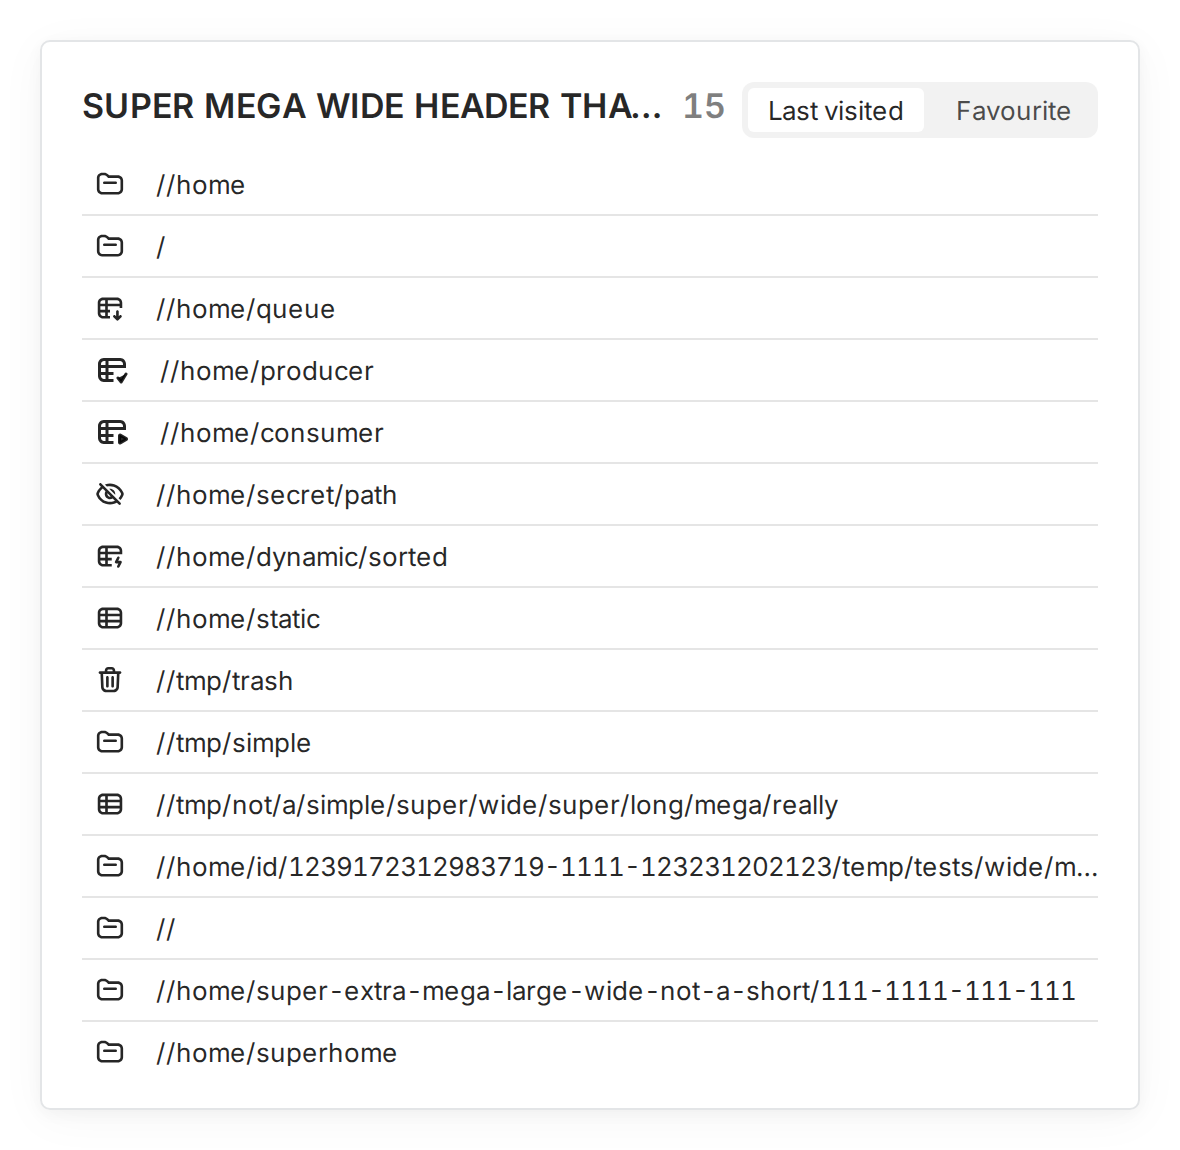 SUPER MEGA WIDE HEADER THA... 15 Last visited Favourite
//home
/
//home/queue
//home/producer
//home/consumer
//home/secret/path
//home/dynamic/sorted
//home/static
//tmp/trash
//tmp/simple
//tmp/not/a/simple/super/wide/super/long/mega/really
//home/id/1239172312983719-1111-123231202123/temp/tests/wide/m...
//
//home/super-extra-mega-large-wide-not-a-short/111-1111-111-111
//home/superhome